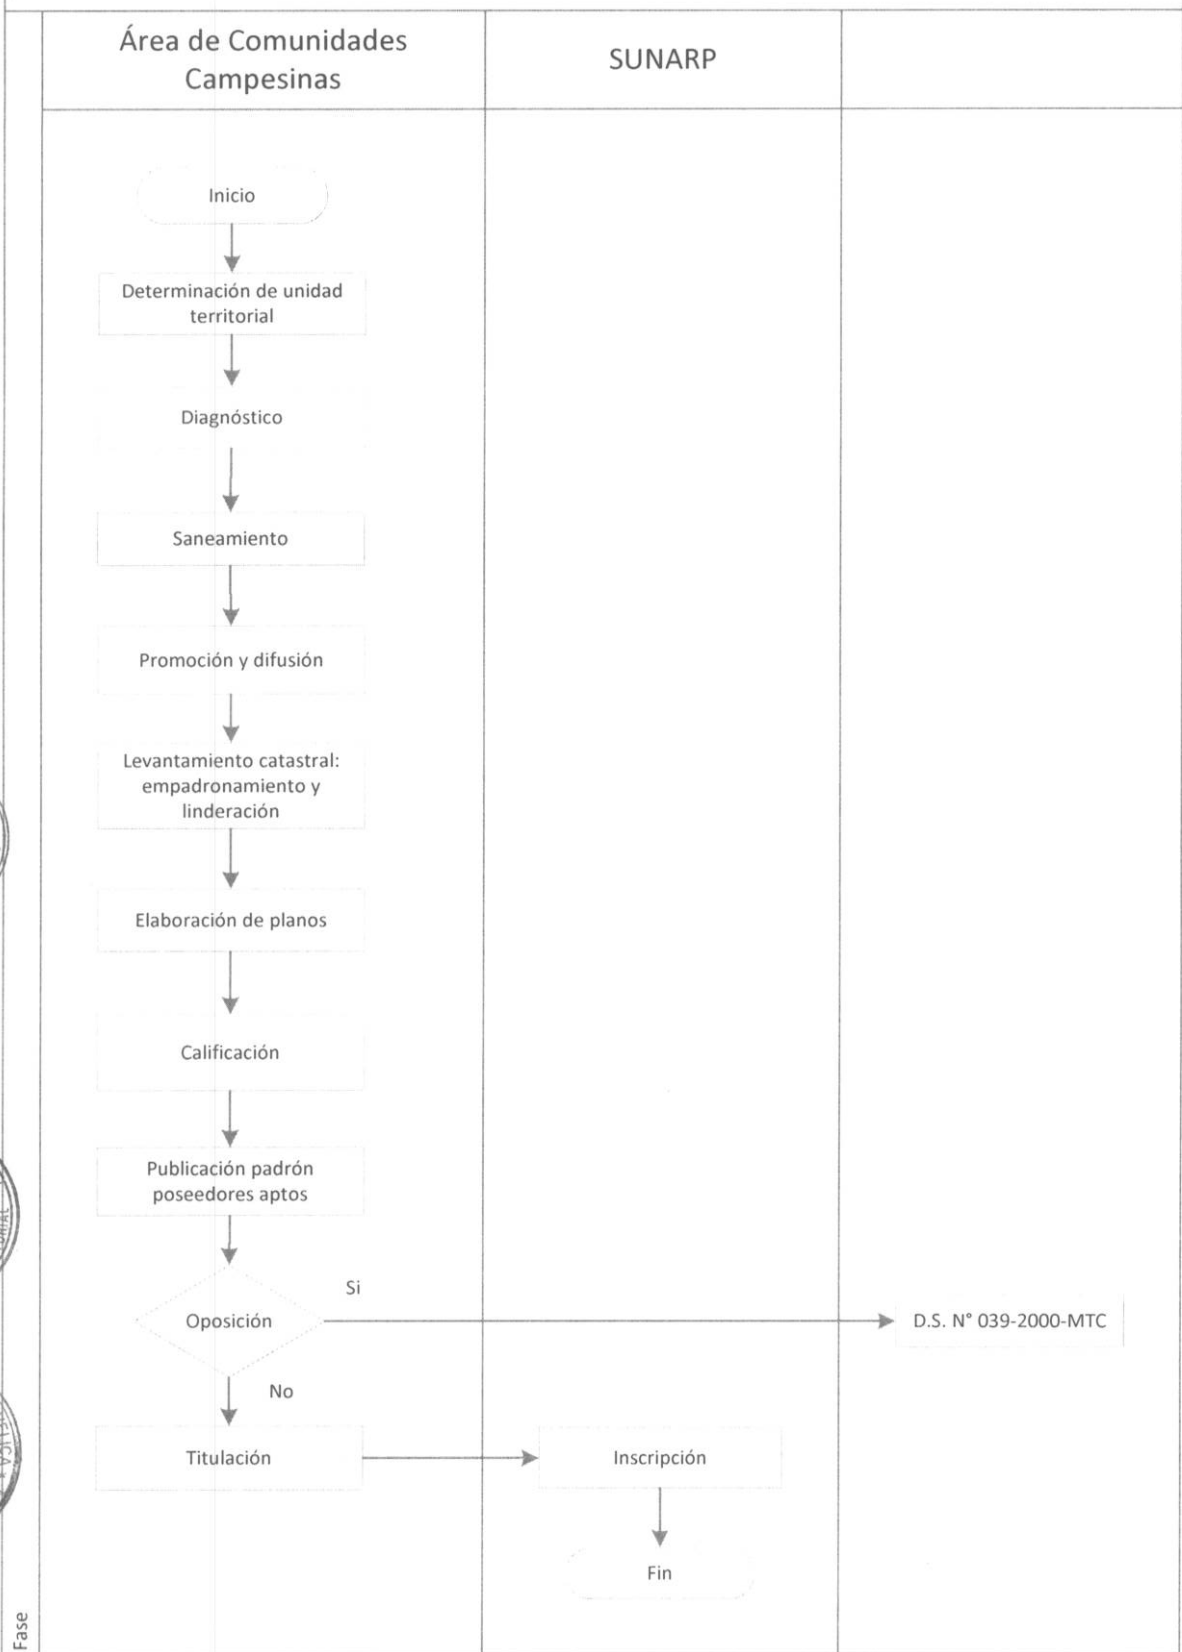 Área de Comunidades
Campesinas
SUNARP
Inicio
Determinación de unidad
territorial
Diagnóstico
Saneamiento
Promoción y difusión
Levantamiento catastral:
empadronamiento y
linderación
Elaboración de planos
Calificación
Publicación padrón
poseedores aptos
Si
Oposición
D.S. N° 039-2000-MTC
No
Titulación
Inscripción
Fin
Fase